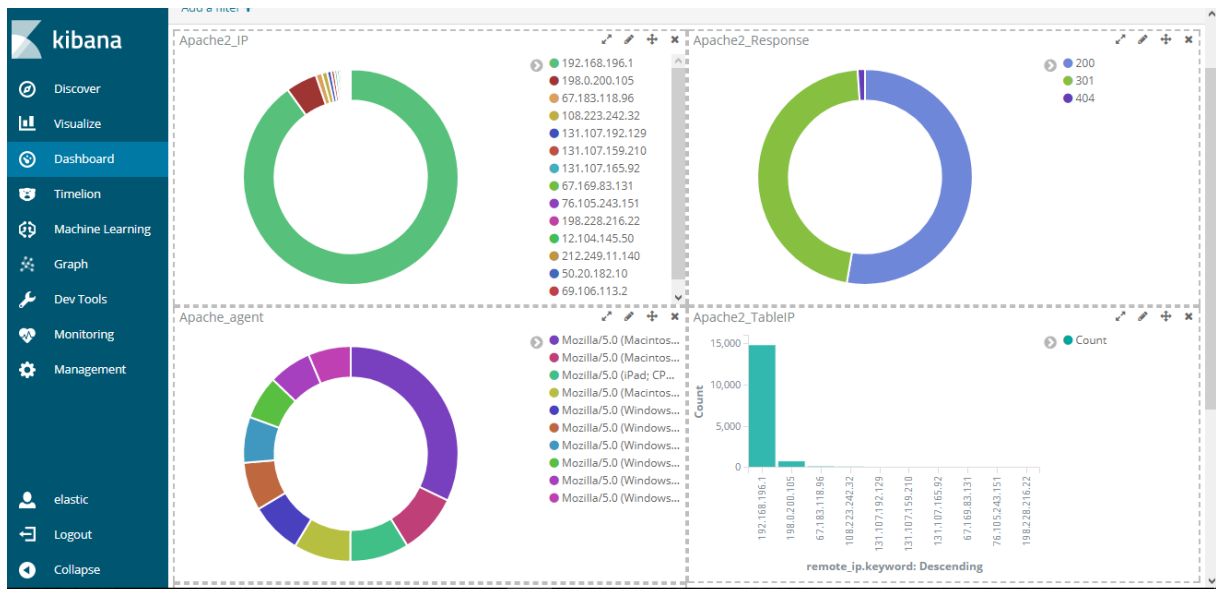 Add a filter
kibana
Discover
Visualize
Dashboard
Timelion
Machine Learning
Graph
Dev Tools
Monitoring
Management
elastic
Logout
Collapse
Apache2_IP
192.168.196.1
198.0.200.105
67.183.118.96
108.223.242.32
131.107.192.129
131.107.159.210
131.107.165.92
67.169.83.131
76.105.243.151
198.228.216.22
12.104.145.50
212.249.11.140
50.20.182.10
69.106.113.2
Apache2_Response
200
301
404
Apache_agent
Mozilla/5.0 (Macintos...
Mozilla/5.0 (Macintos...
Mozilla/5.0 (iPad; CP...
Mozilla/5.0 (Macintos...
Mozilla/5.0 (Windows...
Mozilla/5.0 (Windows...
Mozilla/5.0 (Windows...
Mozilla/5.0 (Windows...
Mozilla/5.0 (Windows...
Mozilla/5.0 (Windows...
Apache2_TableIP
Count
15,000
10,000
5,000
0
Count
192.168.196.1
198.0.200.105
67.183.118.96
108.223.242.32
131.107.192.129
131.107.159.210
131.107.165.92
67.169.83.131
76.105.243.151
198.228.216.22
remote_ip.keyword: Descending